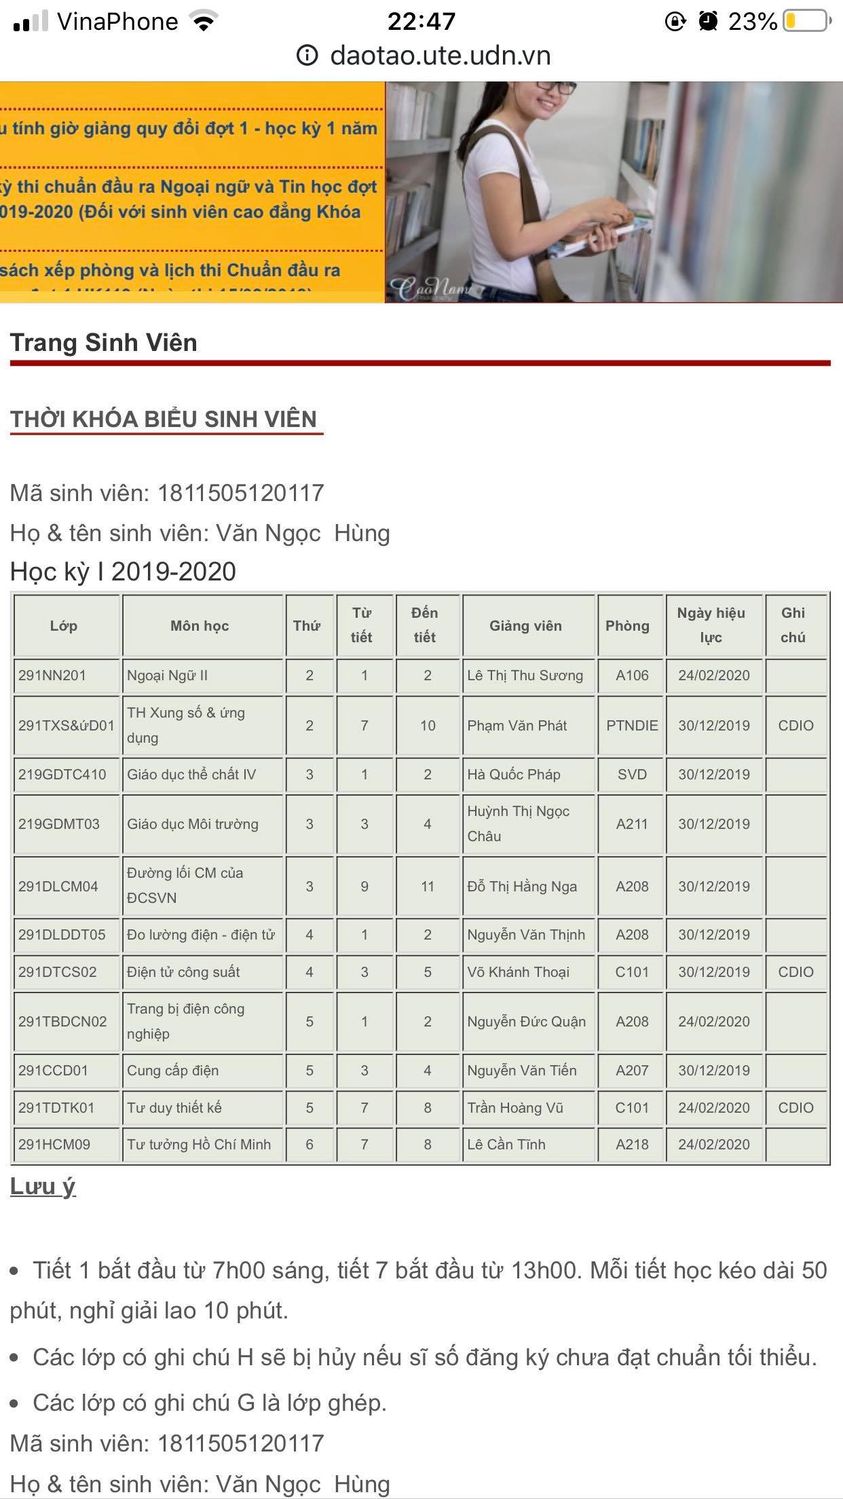 VinaPhone 22:47 23%
daotao.ute.udn.vn
tính giờ giảng quy đổi đợt 1 - học kỳ 1 năm
thi chuẩn đầu ra Ngoại ngữ và Tin học đợt
019-2020 (Đối với sinh viên cao đẳng Khóa
sách xếp phòng và lịch thi Chuẩn đầu ra
CaoNam
Trang Sinh Viên
THỜI KHÓA BIỂU SINH VIÊN
Mã sinh viên: 1811505120117
Họ & tên sinh viên: Văn Ngọc Hùng
Học kỳ I 2019-2020
Lớp Môn học Thứ Từ tiết Đến tiết Giảng viên Phòng Ngày hiệu lực Ghi chú
291NN201 Ngoại Ngữ II 2 1 2 Lê Thị Thu Sương A106 24/02/2020
291TXS&ứD01 TH Xung số & ứng dụng 2 7 10 Phạm Văn Phát PTNDIE 30/12/2019 CDIO
219GDTC410 Giáo dục thể chất IV 3 1 2 Hà Quốc Pháp SVD 30/12/2019
219GDMT03 Giáo dục Môi trường 3 3 4 Huỳnh Thị Ngọc Châu A211 30/12/2019
291DLCM04 Đường lối CM của ĐCSVN 3 9 11 Đỗ Thị Hằng Nga A208 30/12/2019
291DLDDT05 Đo lường điện - điện tử 4 1 2 Nguyễn Văn Thịnh A208 30/12/2019
291DTCS02 Điện tử công suất 4 3 5 Võ Khánh Thoại C101 30/12/2019 CDIO
291TBDCN02 Trang bị điện công nghiệp 5 1 2 Nguyễn Đức Quận A208 24/02/2020
291CCD01 Cung cấp điện 5 3 4 Nguyễn Văn Tiến A207 30/12/2019
291TDTK01 Tư duy thiết kế 5 7 8 Trần Hoàng Vũ C101 24/02/2020 CDIO
291HCM09 Tư tưởng Hồ Chí Minh 6 7 8 Lê Cần Tĩnh A218 24/02/2020
Lưu ý
• Tiết 1 bắt đầu từ 7h00 sáng, tiết 7 bắt đầu từ 13h00. Mỗi tiết học kéo dài 50
phút, nghỉ giải lao 10 phút.
• Các lớp có ghi chú H sẽ bị hủy nếu sĩ số đăng ký chưa đạt chuẩn tối thiểu.
• Các lớp có ghi chú G là lớp ghép.
Mã sinh viên: 1811505120117
Họ & tên sinh viên: Văn Ngọc Hùng